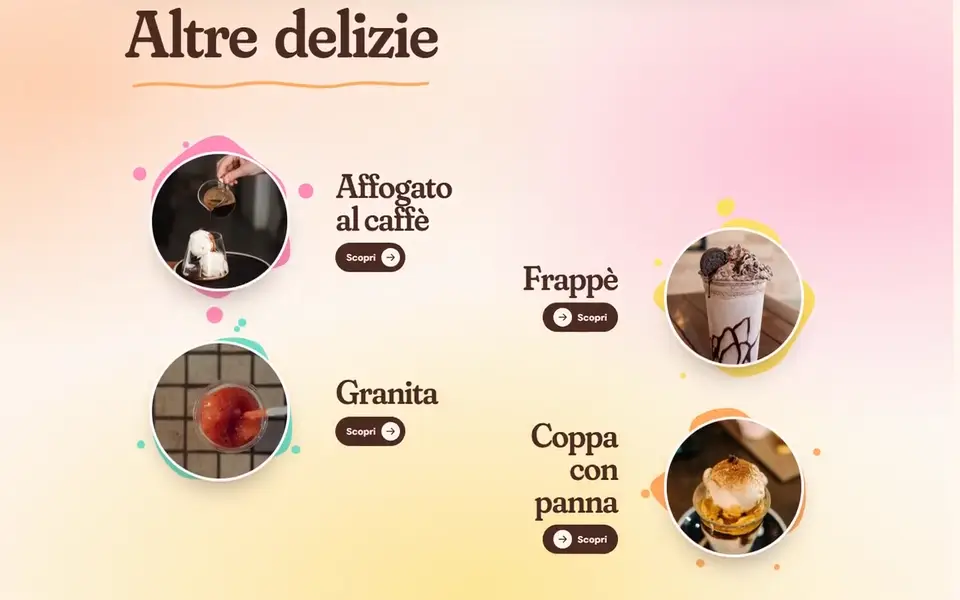 Altre delizie
Affogato
al caffè
Scopri
Frappè
Scopri
Granita
Scopri
Coppa
con
panna
Scopri